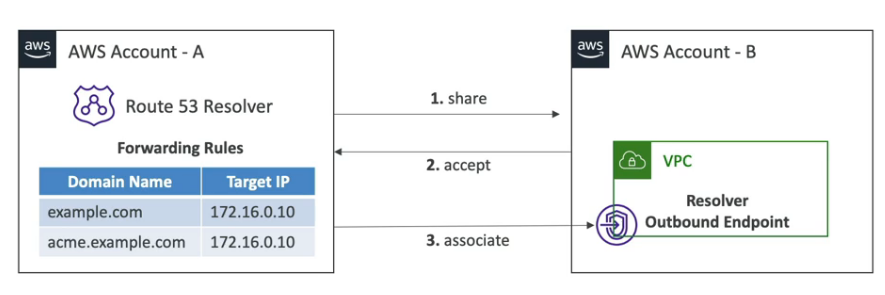 aws
AWS Account - A
Route 53 Resolver
Forwarding Rules
Domain Name Target IP
example.com 172.16.0.10
acme.example.com 172.16.0.10
1. share
2. accept
3. associate
aws
AWS Account - B
VPC
Resolver
Outbound Endpoint